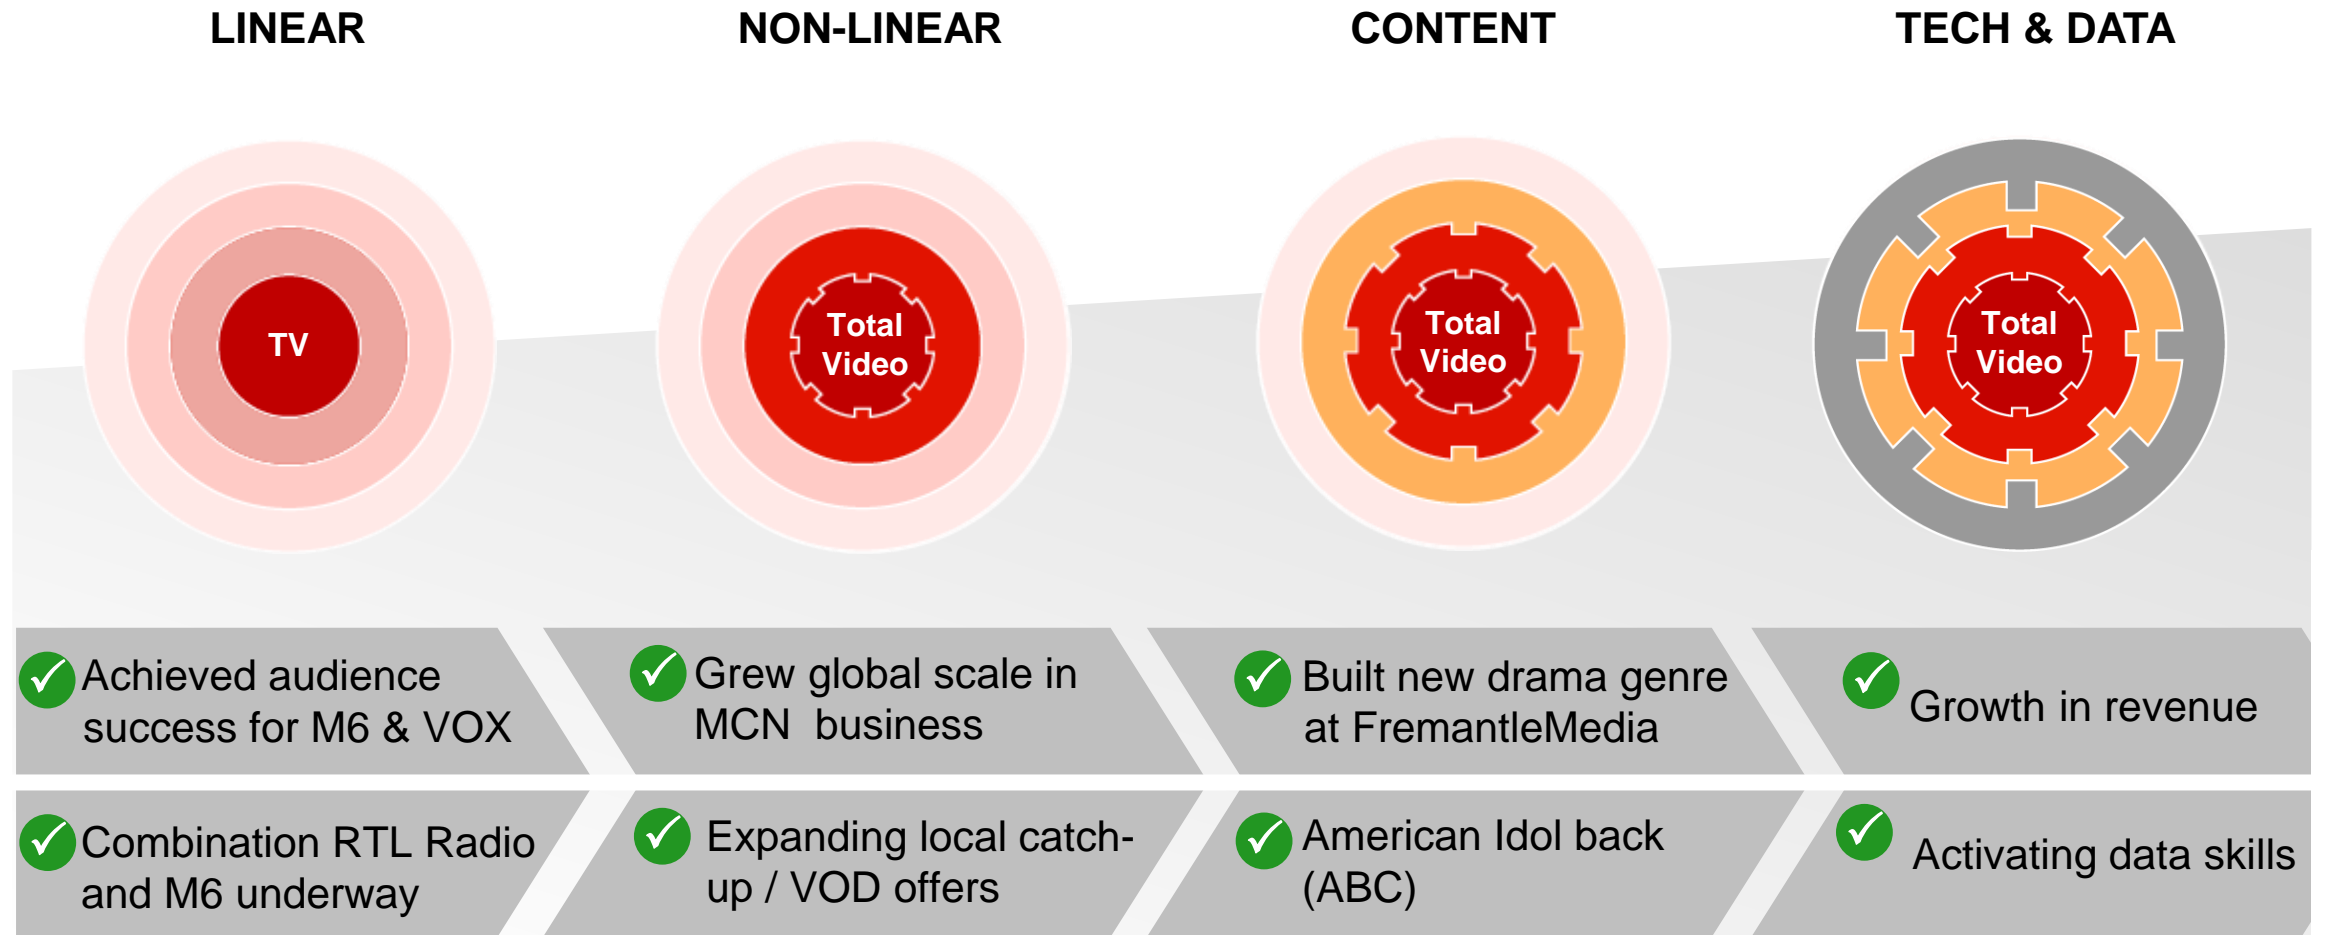 LINEAR
NON-LINEAR
CONTENT
TECH & DATA
TV
Total
Video
Total
Video
Total
Video
Achieved audience
success for M6 & VOX
Grew global scale in
MCN business
Built new drama genre
at FremantleMedia
Growth in revenue
Combination RTL Radio
and M6 underway
Expanding local catch-
up / VOD offers
American Idol back
(ABC)
Activating data skills